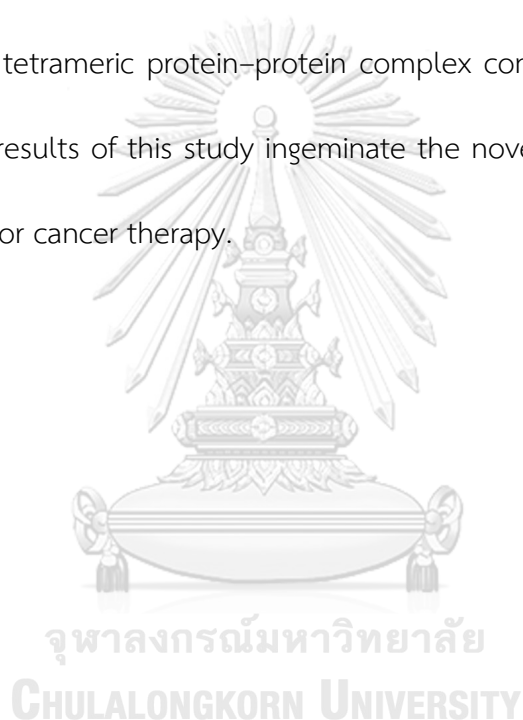 tetrameric protein–protein complex con
results of this study ingeminate the nove
or cancer therapy.
จุฬาลงกรณ์มหาวิทยาลัย
CHULALONGKORN UNIVERSITY